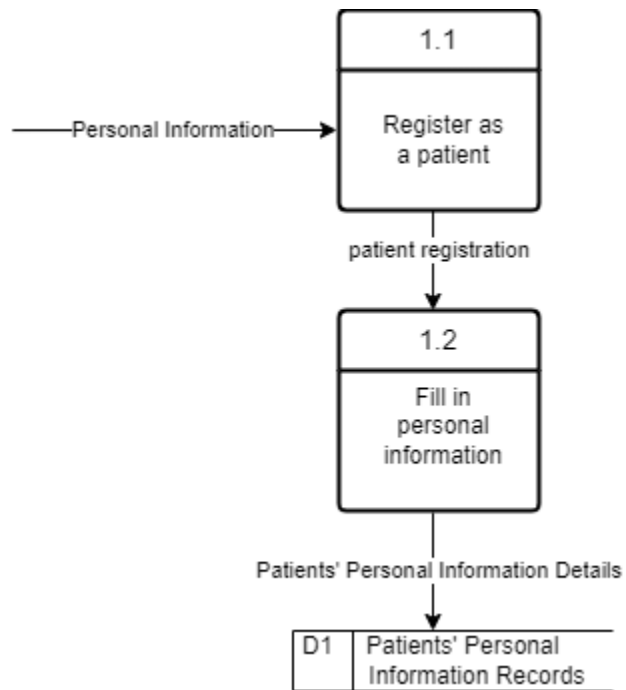 1.1
Personal Information
Register as
a patient
patient registration
1.2
Fill in
personal
information
Patients' Personal Information Details
D1
Patients' Personal
Information Records